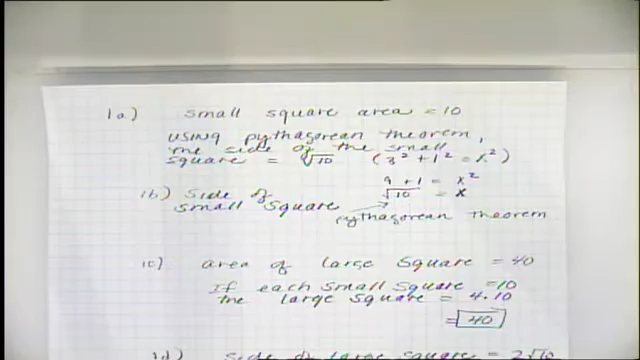 1a) small square area = 10
using pythagorean theorem,
the side of the small
square = √10 (3² + 1² = x²)
9 + 1 = x²
√10 = x
1b) side of
small square
pythagorean theorem
1c) area of large square = 40
If each small square = 10
the large square = 4·10
= 40
1d) side of large square = 2√10